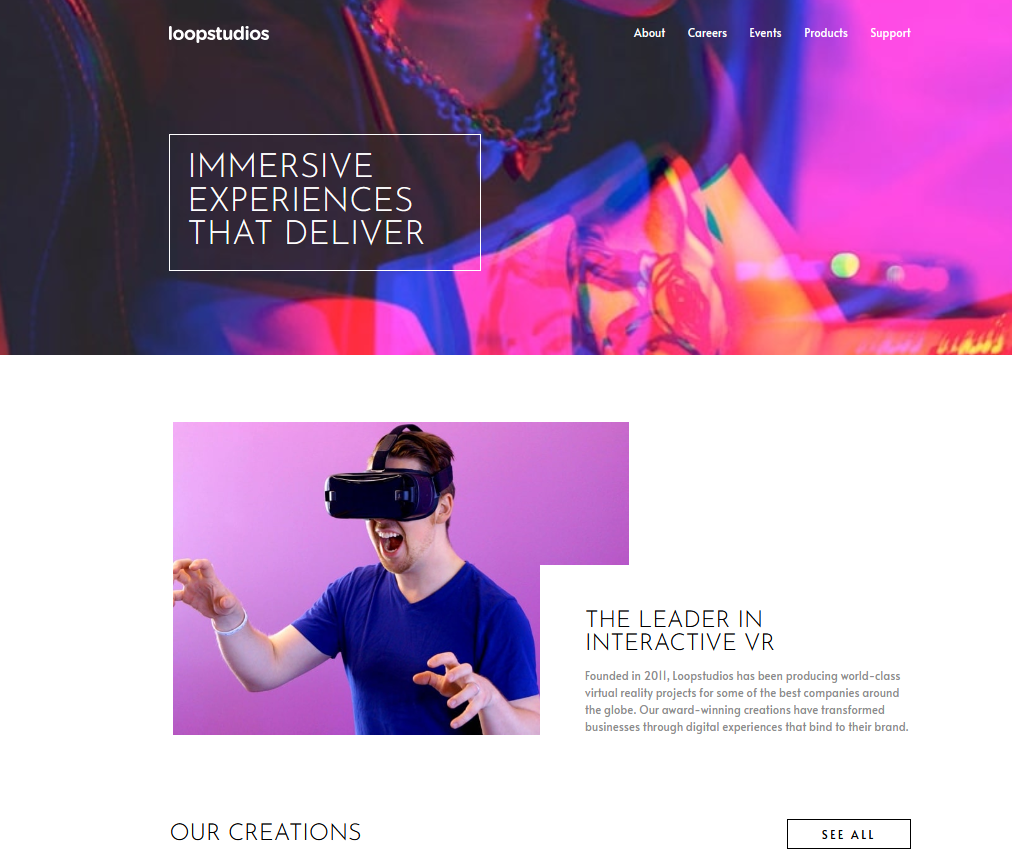 loopstudios
About Careers Events Products Support
IMMERSIVE
EXPERIENCES
THAT DELIVER
THE LEADER IN
INTERACTIVE VR
Founded in 2011, Loopstudios has been producing world-class
virtual reality projects for some of the best companies around
the globe. Our award-winning creations have transformed
businesses through digital experiences that bind to their brand.
OUR CREATIONS
SEE ALL